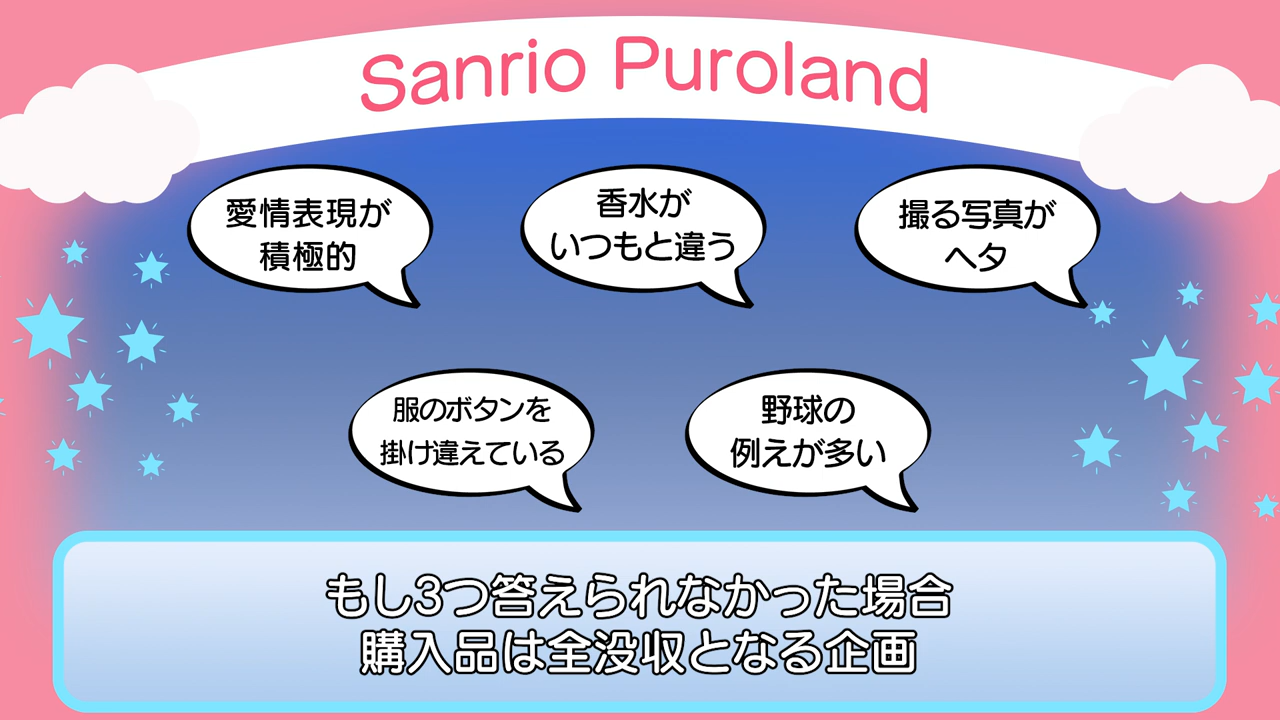 Sanrio Puroland
愛情表現が
積極的
香水が
いつもと違う
撮る写真が
ヘタ
服のボタンを
掛け違えている
野球の
例えが多い
もし3つ答えられなかった場合
購入品は全没収となる企画